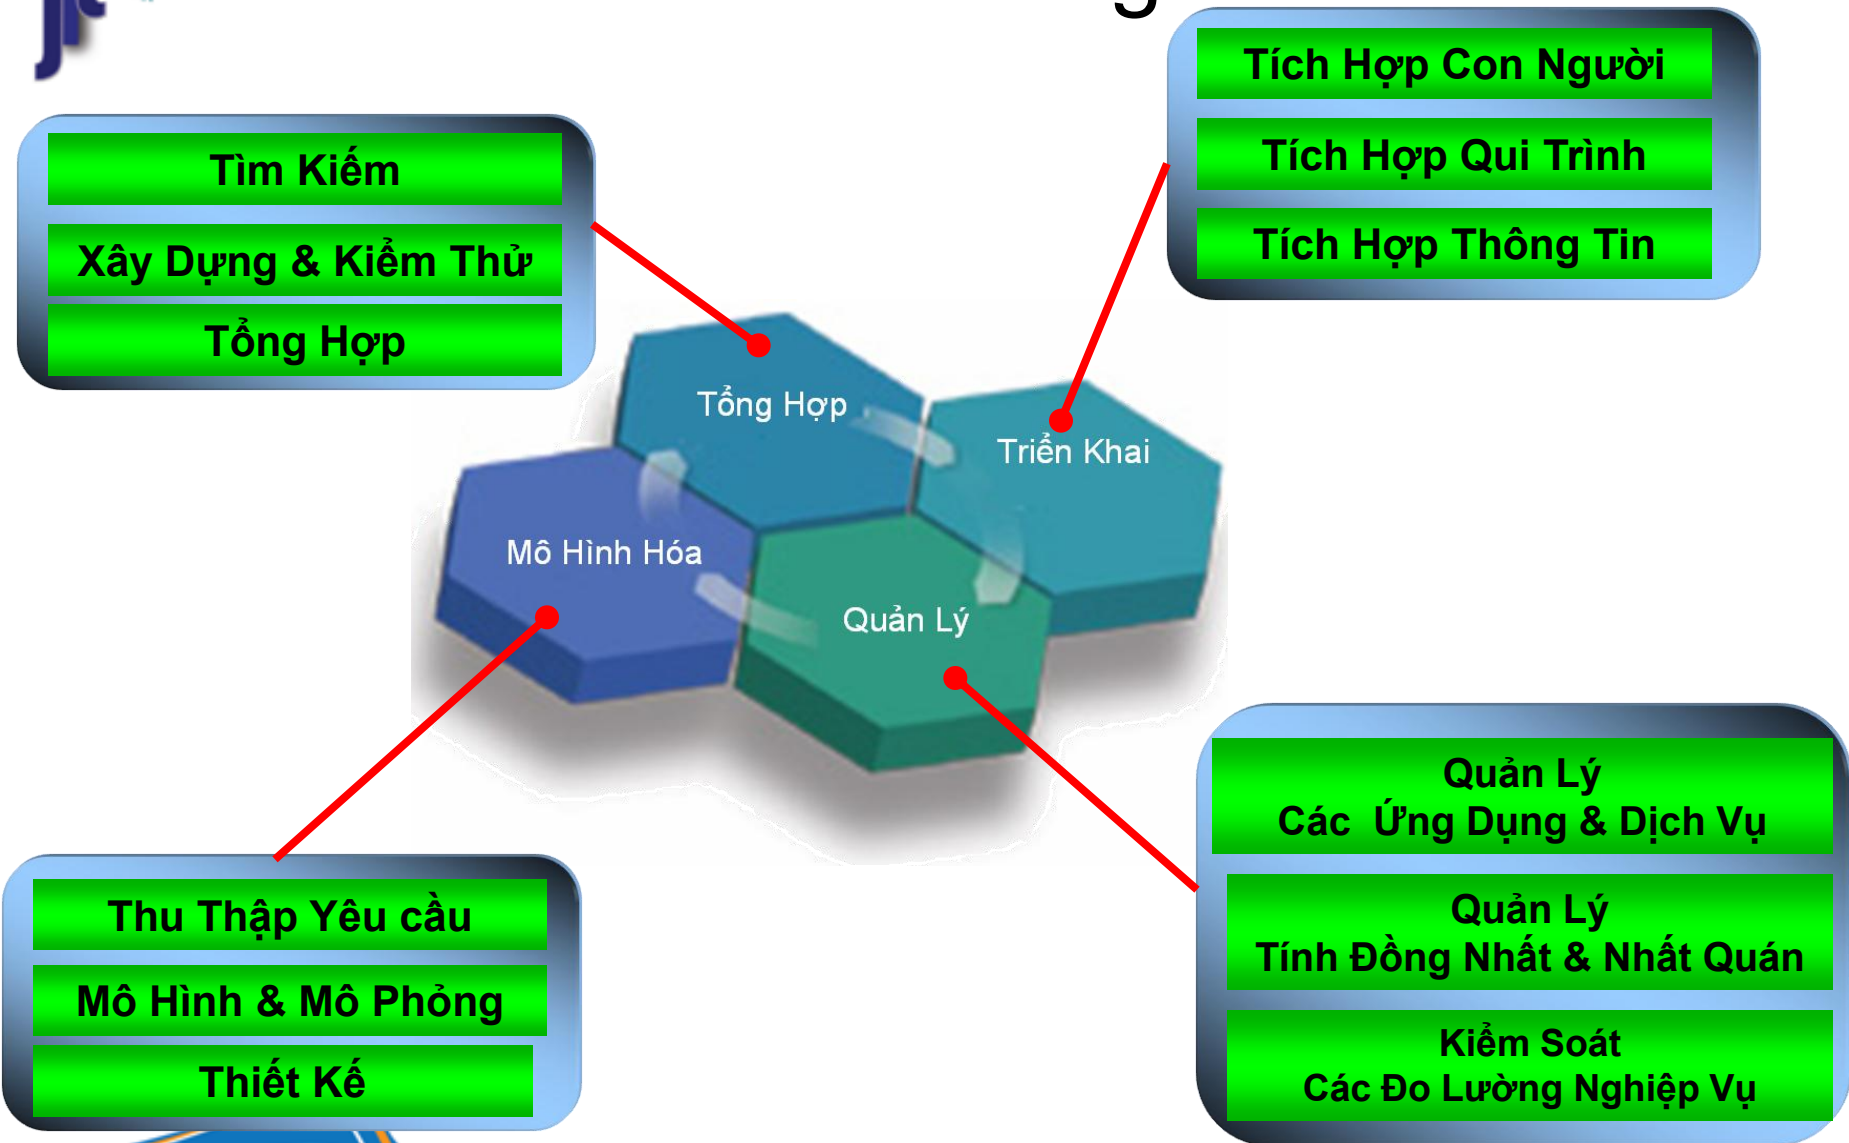 Tích Hợp Con Người
Tích Hợp Qui Trình
Tích Hợp Thông Tin
Tìm Kiếm
Xây Dựng & Kiểm Thử
Tổng Hợp
Tổng Hợp
Triển Khai
Mô Hình Hóa
Quản Lý
Quản Lý
Các Ứng Dụng & Dịch Vụ
Quản Lý
Tính Đồng Nhất & Nhất Quán
Kiểm Soát
Các Đo Lường Nghiệp Vụ
Thu Thập Yêu cầu
Mô Hình & Mô Phỏng
Thiết Kế